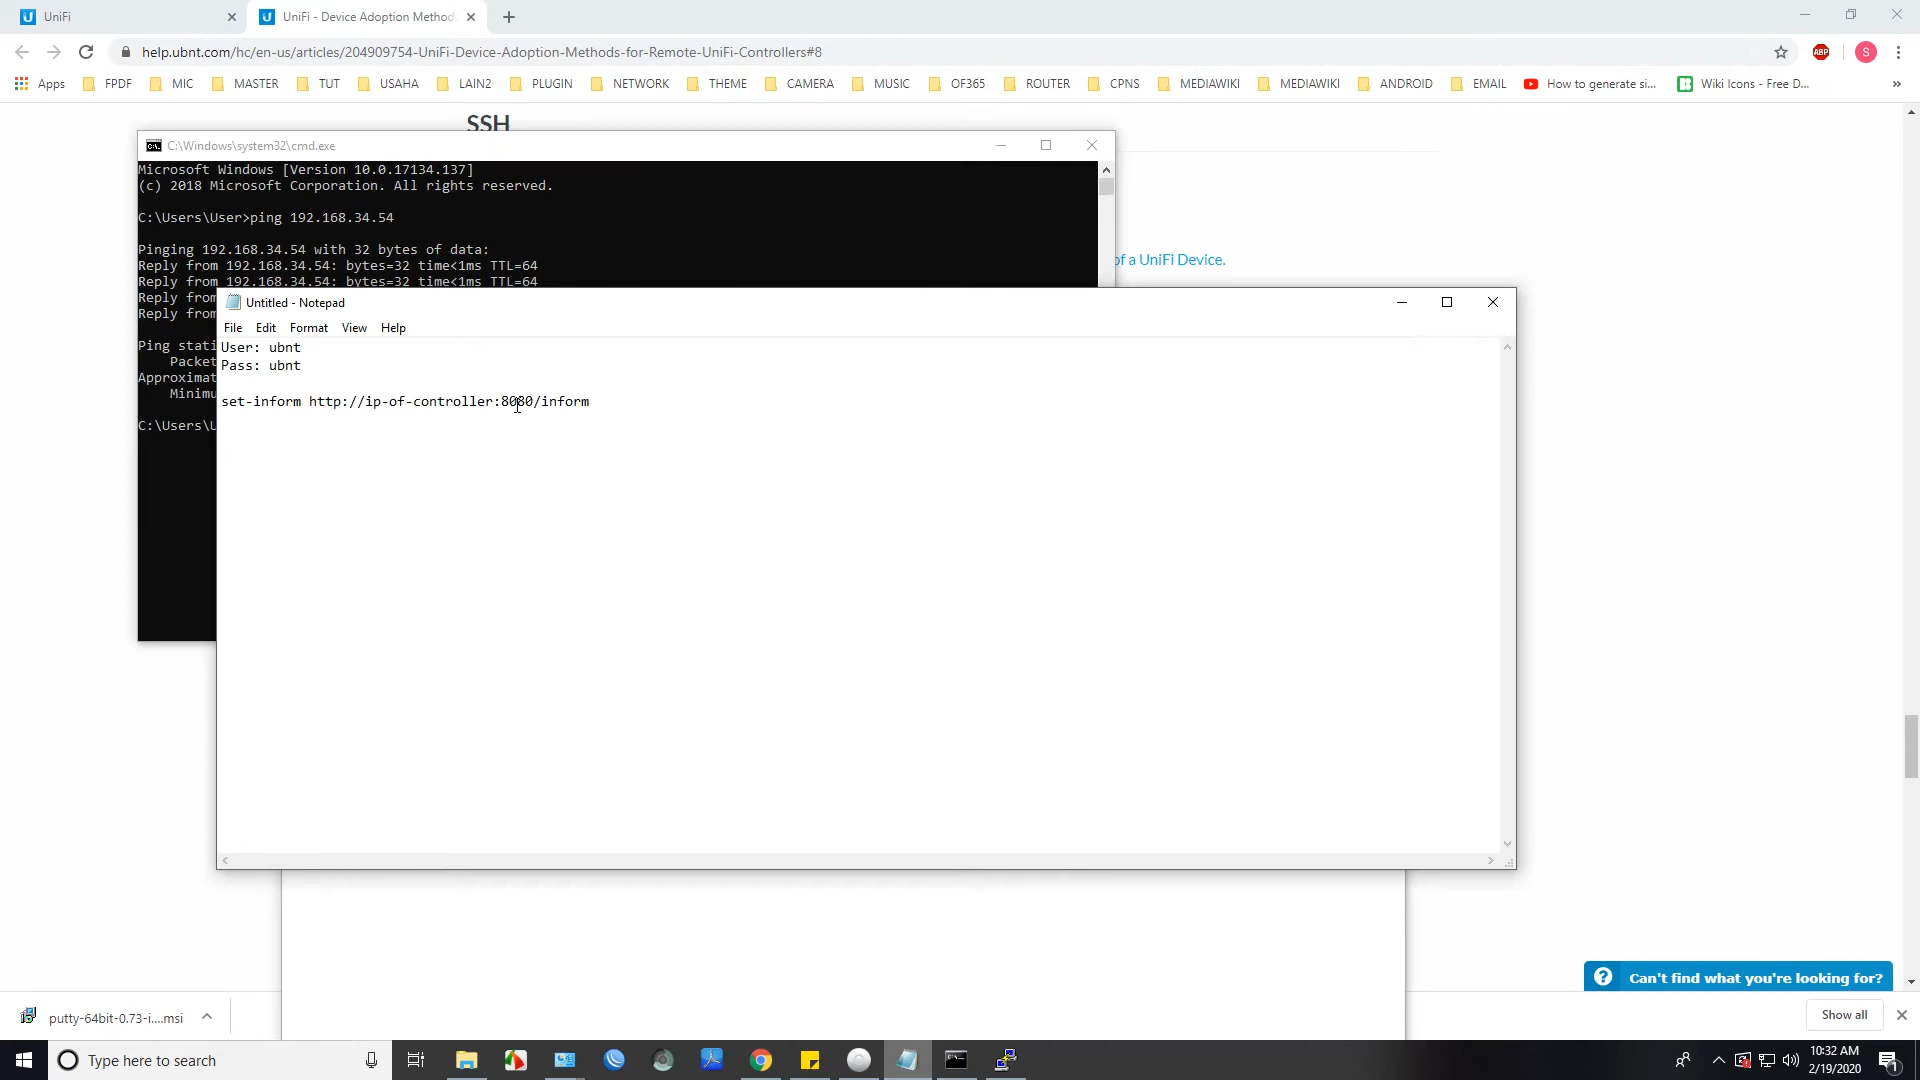 UniFi
UniFi - Device Adoption Methods
help.ubnt.com/hc/en-us/articles/204909754-UniFi-Device-Adoption-Methods-for-Remote-UniFi-Controllers#8
ABP
S
Apps FPDF MIC MASTER TUT USAHA LAIN2 PLUGIN NETWORK THEME CAMERA MUSIC OF365 ROUTER CPNS MEDIAWIKI MEDIAWIKI ANDROID EMAIL How to generate si... Wiki Icons - Free D... »
SSH
C:\Windows\system32\cmd.exe
Microsoft Windows [Version 10.0.17134.137]
(c) 2018 Microsoft Corporation. All rights reserved.
C:\Users\User>ping 192.168.34.54
Pinging 192.168.34.54 with 32 bytes of data:
Reply from 192.168.34.54: bytes=32 time<1ms TTL=64
Reply from 192.168.34.54: bytes=32 time<1ms TTL=64
Reply from
Reply from
Ping stati
Packet
Approximat
Minimu
C:\Users\U
of a UniFi Device.
Untitled - Notepad
File Edit Format View Help
User: ubnt
Pass: ubnt
set-inform http://ip-of-controller:8080/inform
Can't find what you're looking for?
putty-64bit-0.73-i....msi
Show all
Type here to search
10:32 AM
2/19/2020
1